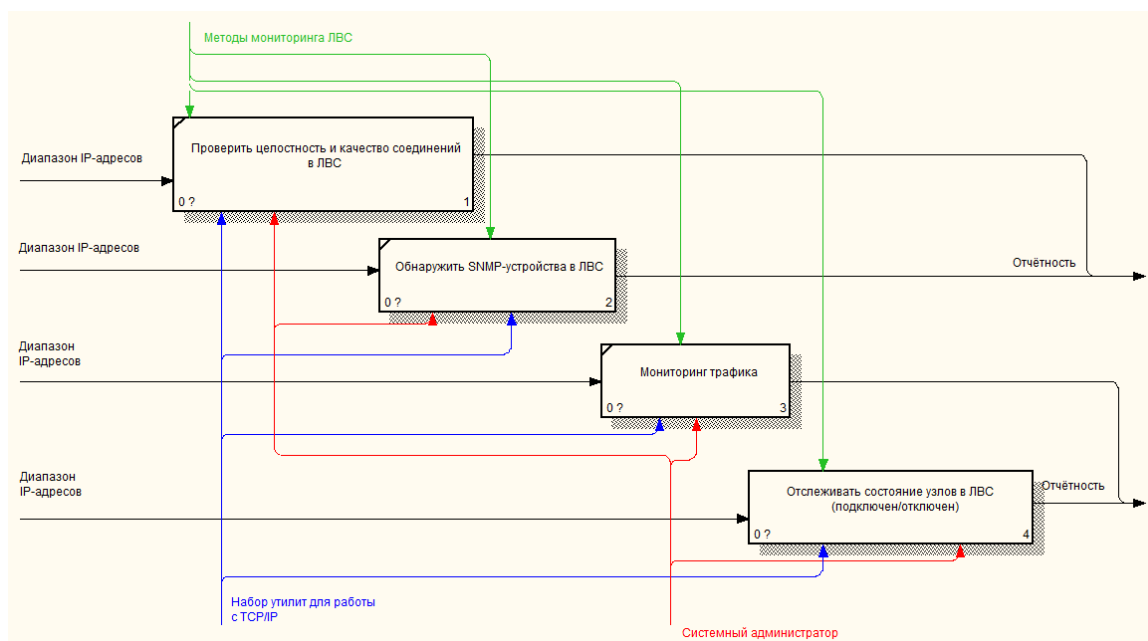 Методы мониторинга ЛВС
Проверить целостность и качество соединений
в ЛВС
0 ?
1
Диапазон IP-адресов
Диапазон IP-адресов
Обнаружить SNMP-устройства в ЛВС
0 ?
2
Отчётность
Диапазон
IP-адресов
Мониторинг трафика
0 ?
3
Диапазон
IP-адресов
Отслеживать состояние узлов в ЛВС
(подключен/отключен)
0 ?
4
Отчётность
Набор утилит для работы
с TCP/IP
Системный администратор